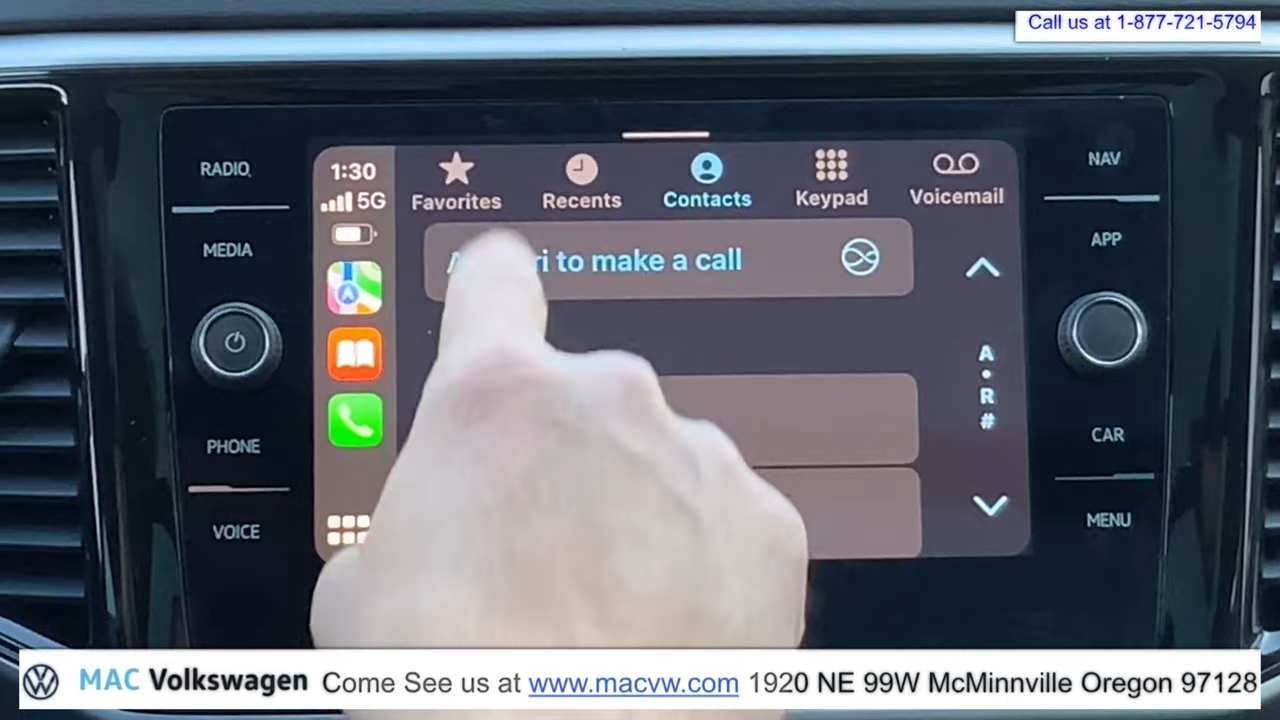 Call us at 1-877-721-5794
RADIO
MEDIA
PHONE
VOICE
1:30
5G
Favorites
Recents
Contacts
Keypad
Voicemail
to make a call
A
R
#
NAV
APP
CAR
MENU
MAC Volkswagen Come See us at www.macvw.com 1920 NE 99W McMinnville Oregon 97128